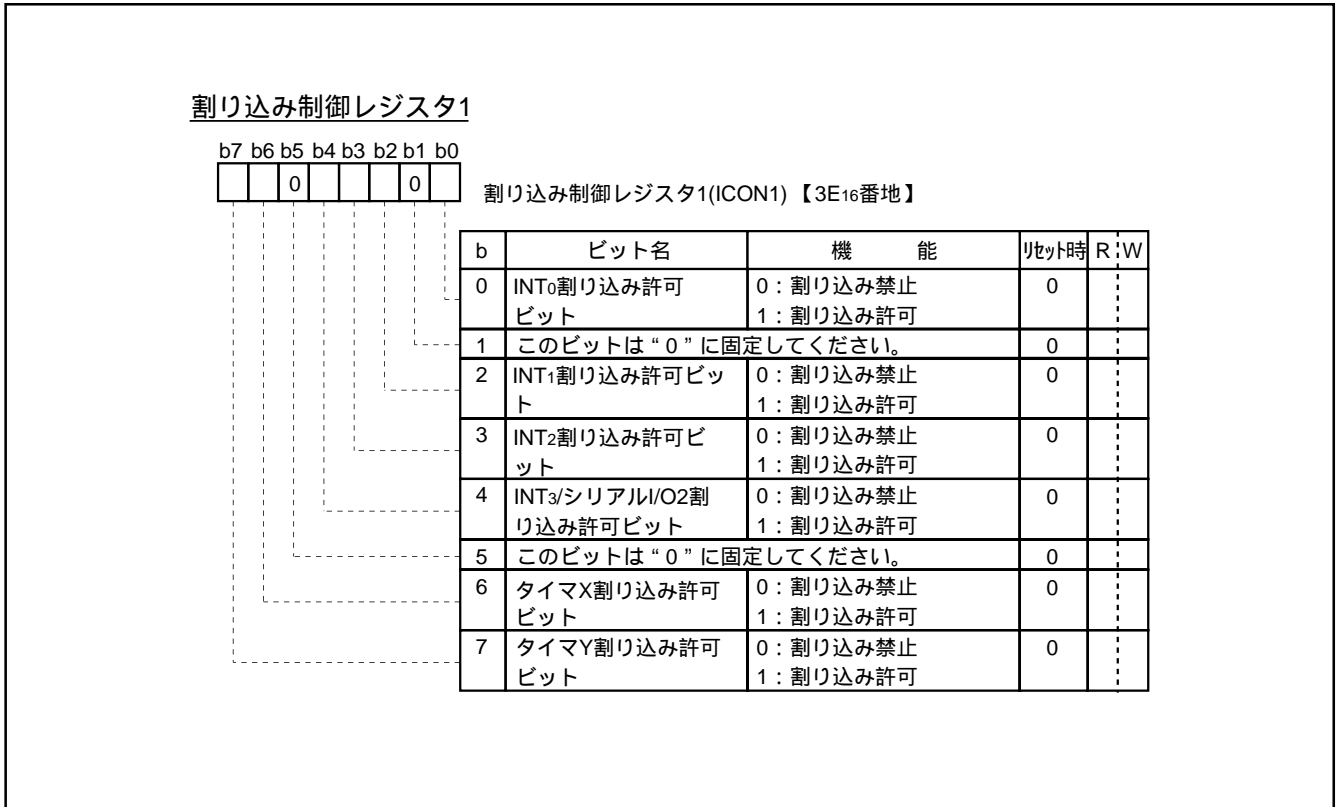 割り込み制御レジスタ1
b7 b6 b5 b4 b3 b2 b1 b0
0 0
割り込み制御レジスタ1(ICON1) 【3E16番地】
b ビット名 機 能 リセット時 R W
0 INT0割り込み許可 0：割り込み禁止 0
ビット 1：割り込み許可
1 このビットは“0”に固定してください。 0
2 INT1割り込み許可ビッ 0：割り込み禁止 0
ト 1：割り込み許可
3 INT2割り込み許可ビ 0：割り込み禁止 0
ット 1：割り込み許可
4 INT3/シリアルI/O2割 0：割り込み禁止 0
り込み許可ビット 1：割り込み許可
5 このビットは“0”に固定してください。 0
6 タイマX割り込み許可 0：割り込み禁止 0
ビット 1：割り込み許可
7 タイマY割り込み許可 0：割り込み禁止 0
ビット 1：割り込み許可